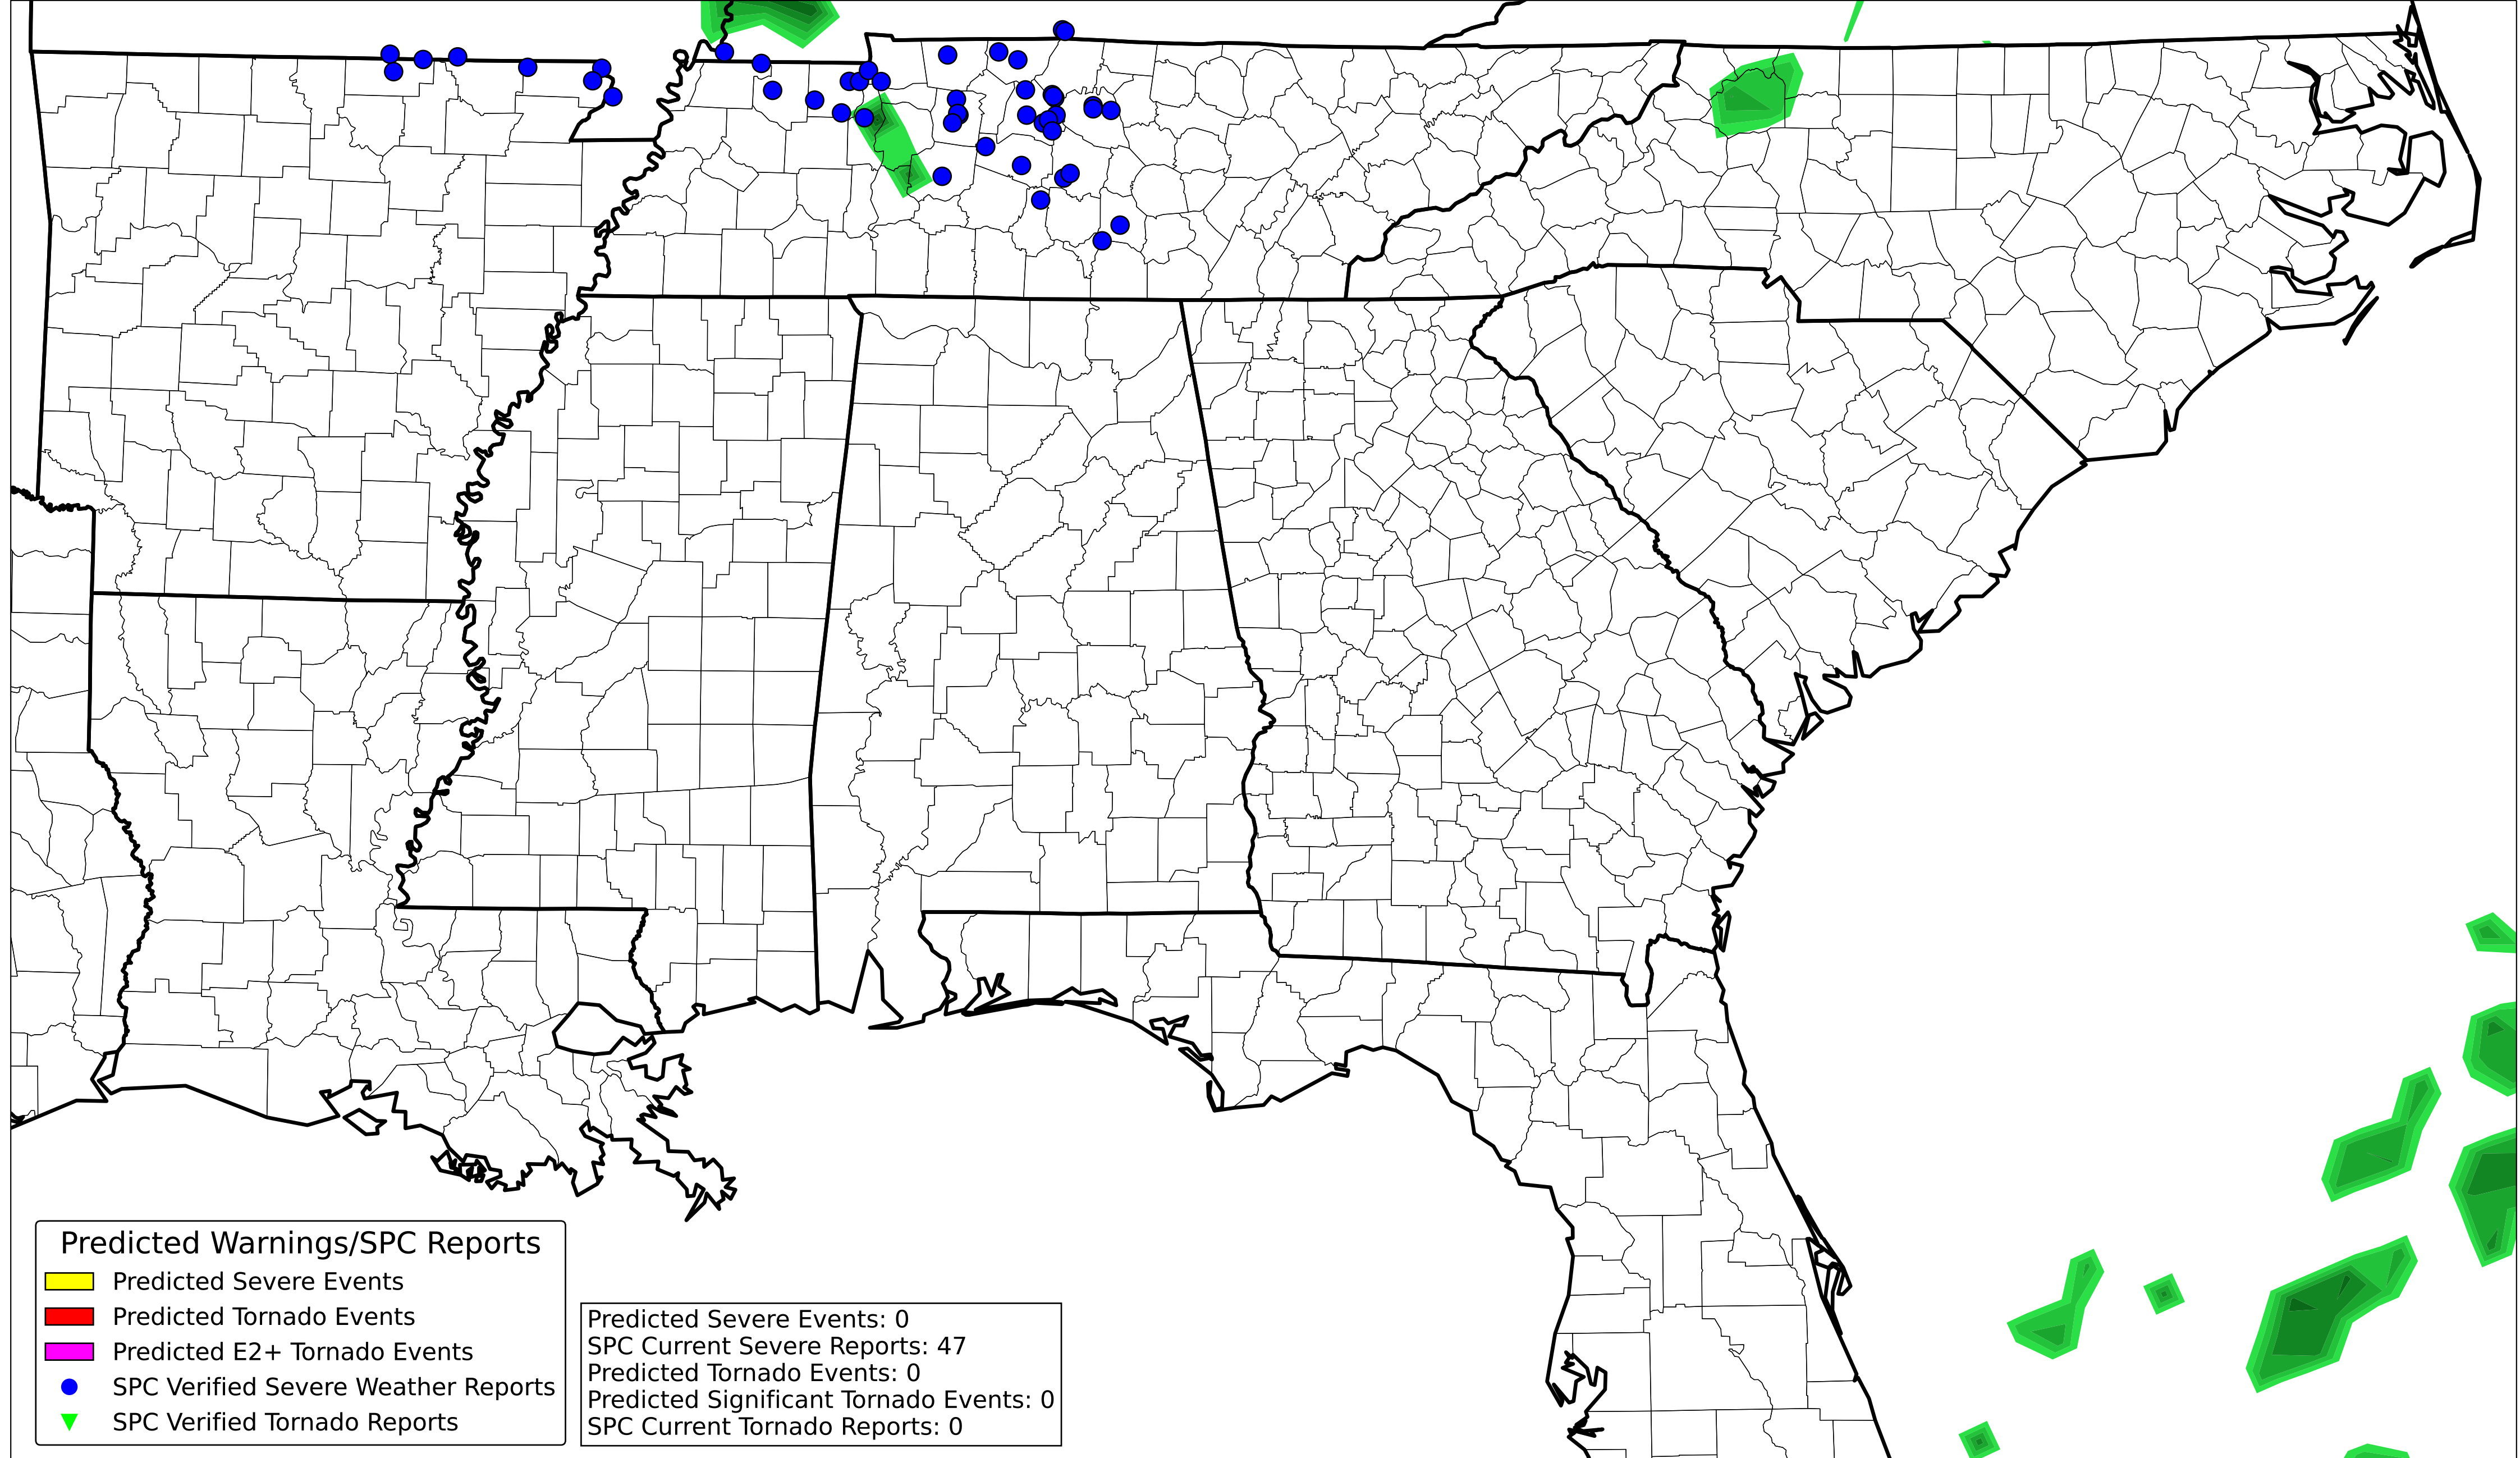 Predicted Warnings/SPC Reports
Predicted Severe Events
Predicted Tornado Events
Predicted E2+ Tornado Events
SPC Verified Severe Weather Reports
SPC Verified Tornado Reports
Predicted Severe Events: 0
SPC Current Severe Reports: 47
Predicted Tornado Events: 0
Predicted Significant Tornado Events: 0
SPC Current Tornado Reports: 0